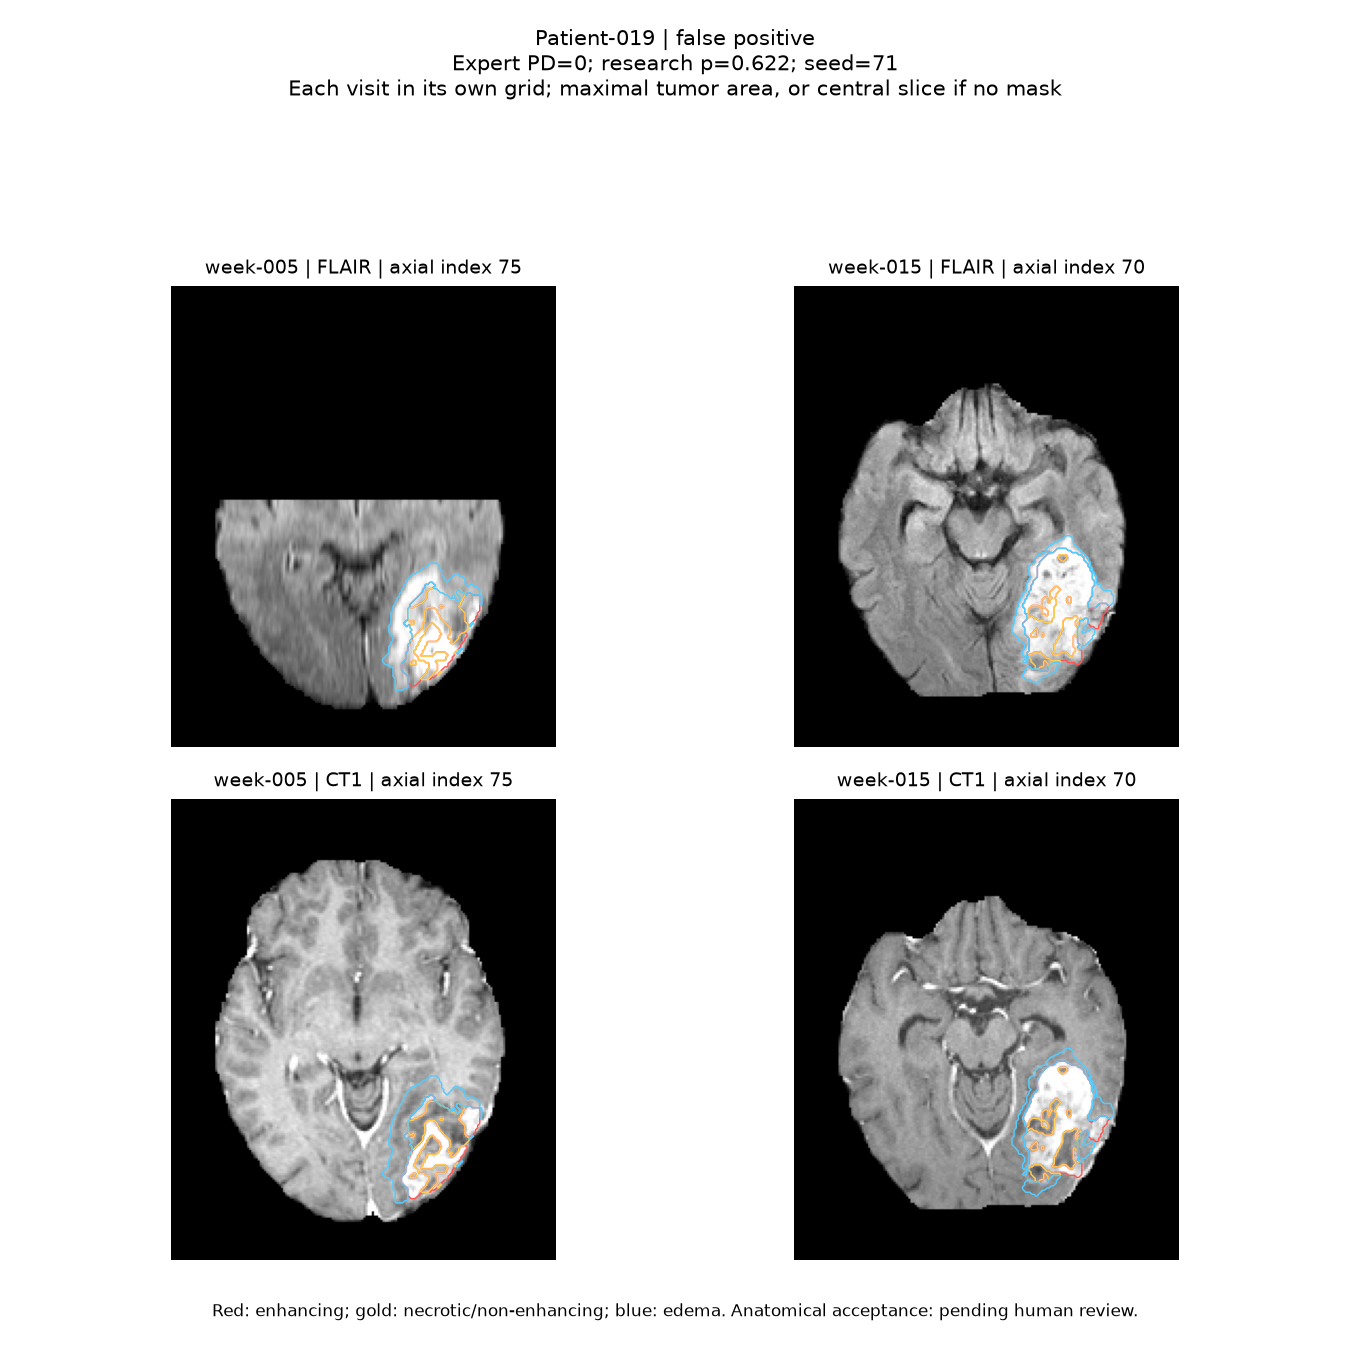 Patient-019 | false positive
Expert PD=0; research p=0.622; seed=71
Each visit in its own grid; maximal tumor area, or central slice if no mask
week-005 | FLAIR | axial index 75
week-015 | FLAIR | axial index 70
week-005 | CT1 | axial index 75
week-015 | CT1 | axial index 70
Red: enhancing; gold: necrotic/non-enhancing; blue: edema. Anatomical acceptance: pending human review.